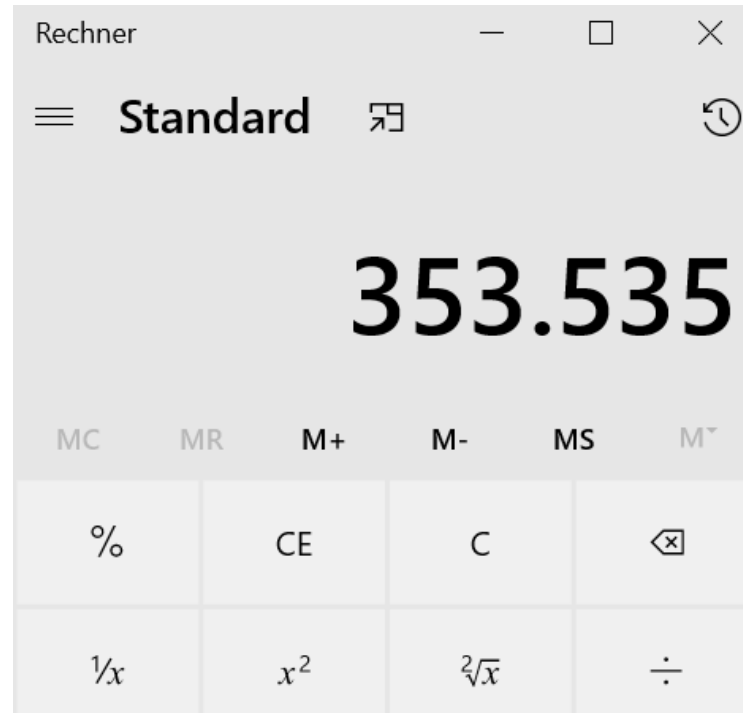 Rechner
Standard
353.535
MC MR M+ M- MS M
% CE C
¹/x x² ²√x ÷